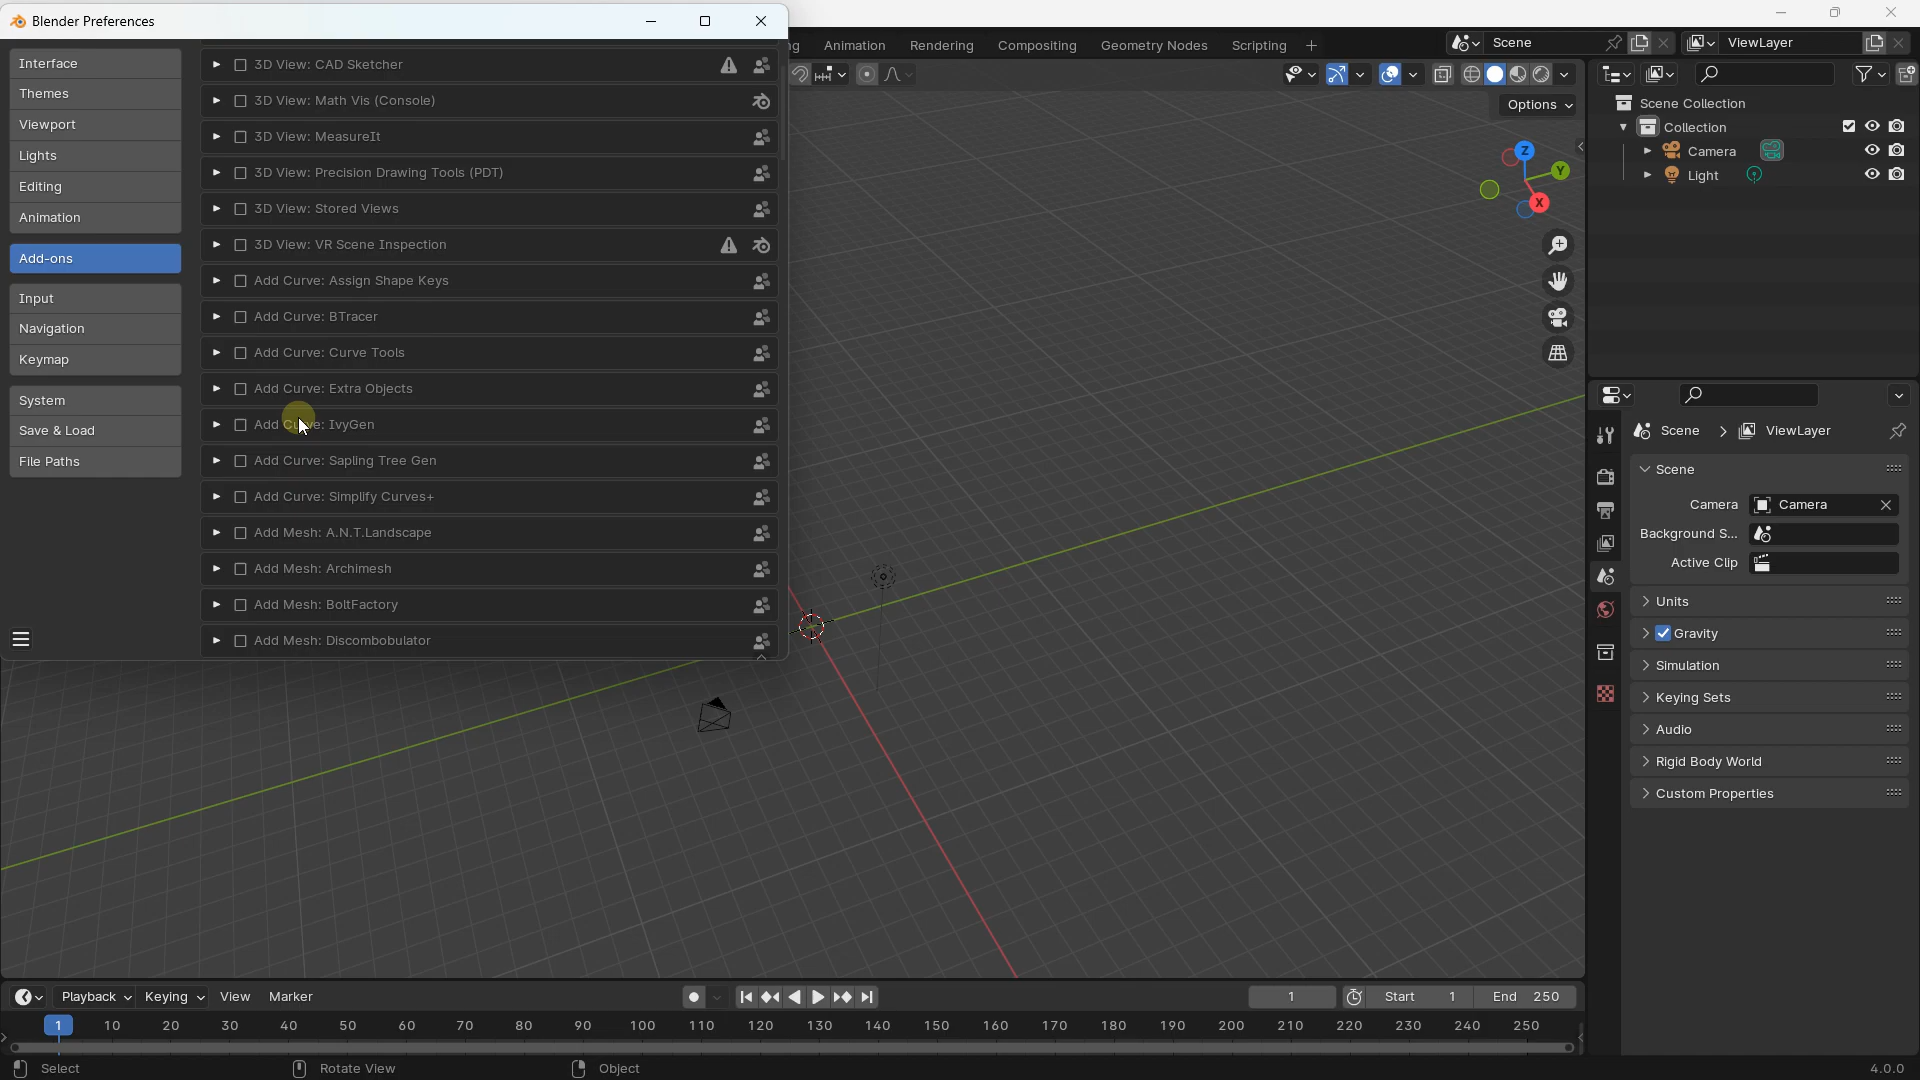 Blender Preferences
Interface
Themes
Viewport
Lights
Editing
Animation
Add-ons
Input
Navigation
Keymap
System
Save & Load
File Paths
3D View: CAD Sketcher
3D View: Math Vis (Console)
3D View: MeasureIt
3D View: Precision Drawing Tools (PDT)
3D View: Stored Views
3D View: VR Scene Inspection
Add Curve: Assign Shape Keys
Add Curve: BTracer
Add Curve: Curve Tools
Add Curve: Extra Objects
Add Curve: IvyGen
Add Curve: Sapling Tree Gen
Add Curve: Simplify Curves+
Add Mesh: A.N.T.Landscape
Add Mesh: Archimesh
Add Mesh: BoltFactory
Add Mesh: Discombobulator
ng Animation Rendering Compositing Geometry Nodes Scripting +
Scene
ViewLayer
Options
Z
Y
X
Scene Collection
Collection
Camera
Light
Scene > ViewLayer
Scene
Camera Camera
Background S...
Active Clip
Units
Gravity
Simulation
Keying Sets
Audio
Rigid Body World
Custom Properties
Playback Keying View Marker
1 Start 1 End 250
1 10 20 30 40 50 60 70 80 90 100 110 120 130 140 150 160 170 180 190 200 210 220 230 240 250
Select Rotate View Object 4.0.0